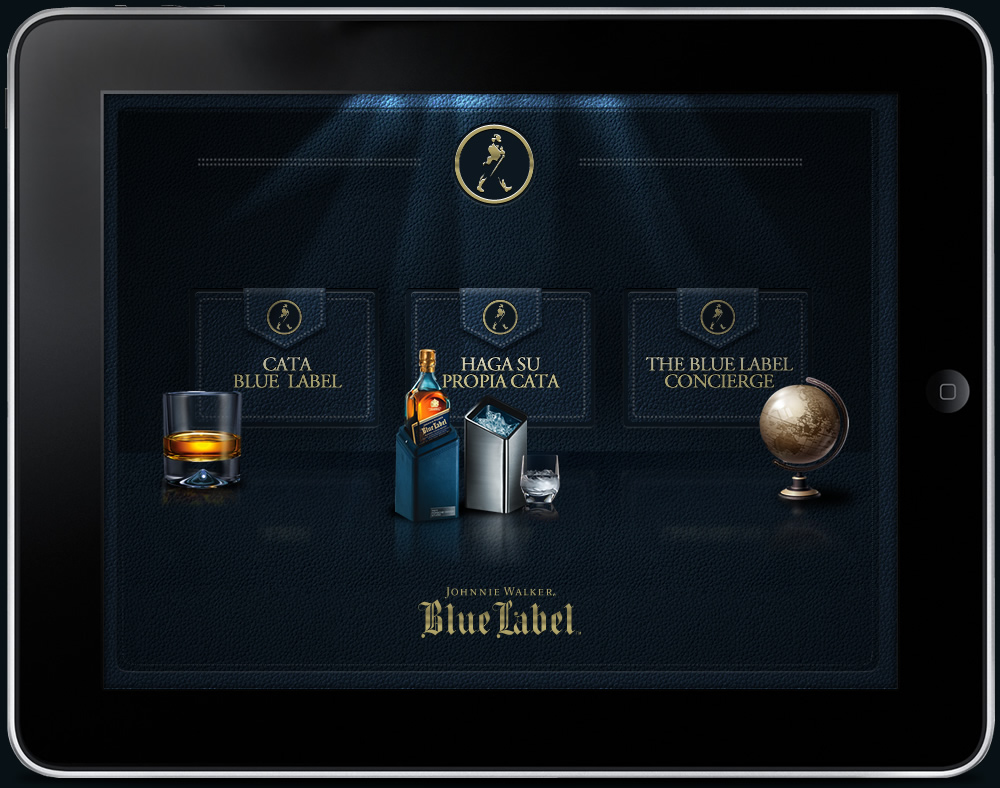 CATA
BLUE LABEL
HAGA SU
PROPIA CATA
THE BLUE LABEL
CONCIERGE
Blue Label
JOHNNIE WALKER.
Blue Label